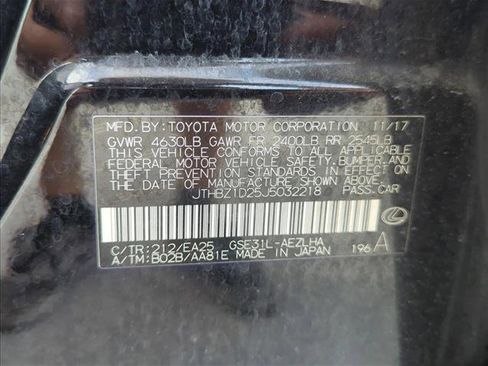 MFD. BY: TOYOTA MOTOR CORPORATION 11/17
GVWR 4630LB GAWR FR 2400LB RR 2545LB
THIS VEHICLE CONFORMS TO ALL APPLICABLE
FEDERAL MOTOR VEHICLE SAFETY, BUMPER, AND
THEFT PREVENTION STANDARDS IN EFFECT ON
THE DATE OF MANUFACTURE SHOWN ABOVE.
JTHBZ1D25J5032218 PASS. CAR
C/TR: 212/EA25 GSE31L-AEZLHA
A/TM: B02B/AA81E MADE IN JAPAN 196A